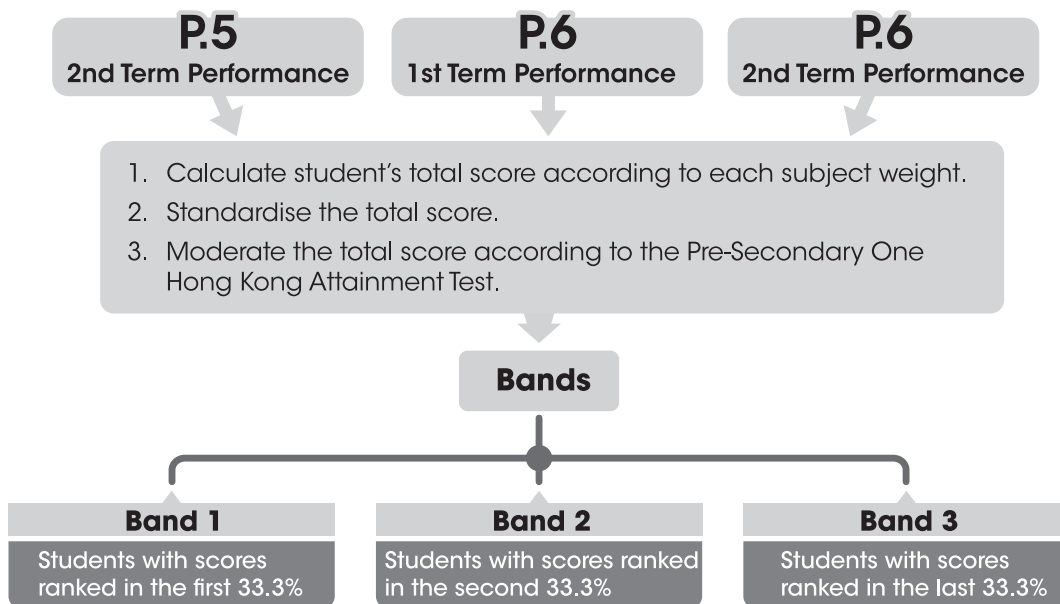 P.5
2nd Term Performance
P.6
1st Term Performance
P.6
2nd Term Performance
1. Calculate student's total score according to each subject weight.
2. Standardise the total score.
3. Moderate the total score according to the Pre-Secondary One
Hong Kong Attainment Test.
Bands
Band 1
Students with scores
ranked in the first 33.3%
Band 2
Students with scores ranked
in the second 33.3%
Band 3
Students with scores
ranked in the last 33.3%